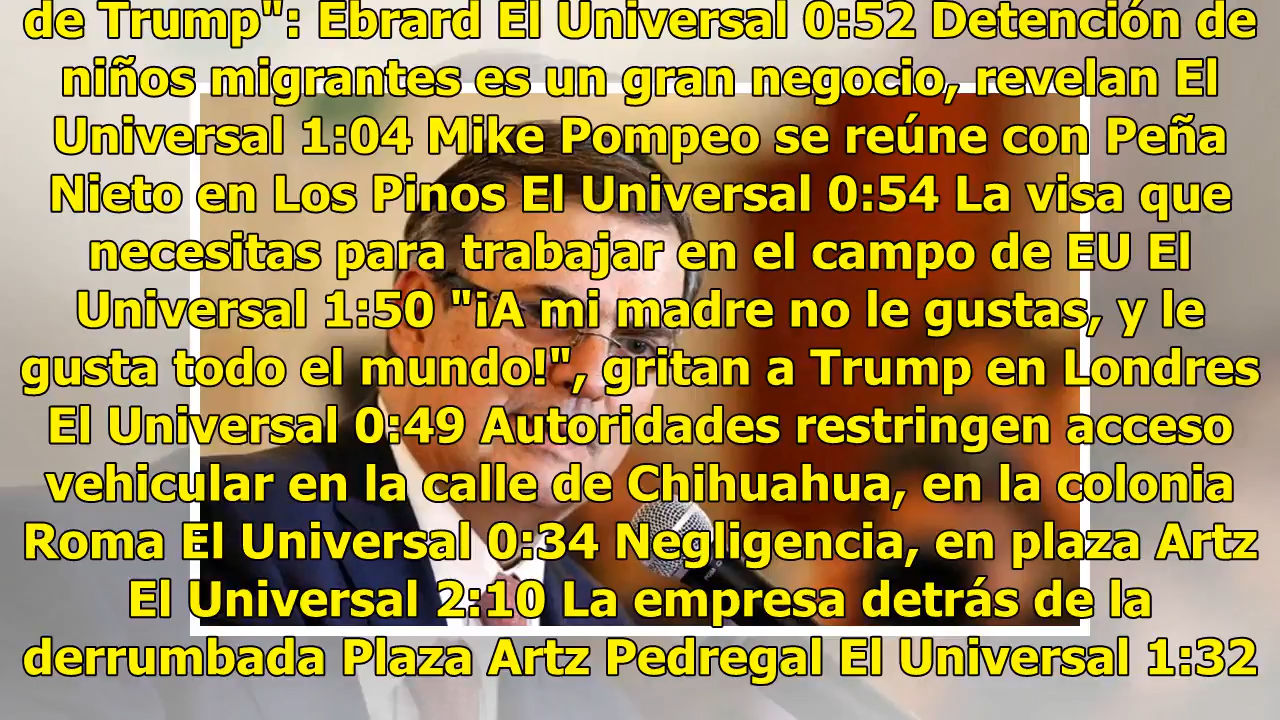 de Trump": Ebrard El Universal 0:52 Detención de
niños migrantes es un gran negocio, revelan El
Universal 1:04 Mike Pompeo se reúne con Peña
Nieto en Los Pinos El Universal 0:54 La visa que
necesitas para trabajar en el campo de EU El
Universal 1:50 "¡A mi madre no le gustas, y le
gusta todo el mundo!", gritan a Trump en Londres
El Universal 0:49 Autoridades restringen acceso
vehicular en la calle de Chihuahua, en la colonia
Roma El Universal 0:34 Negligencia, en plaza Artz
El Universal 2:10 La empresa detrás de la
derrumbada Plaza Artz Pedregal El Universal 1:32